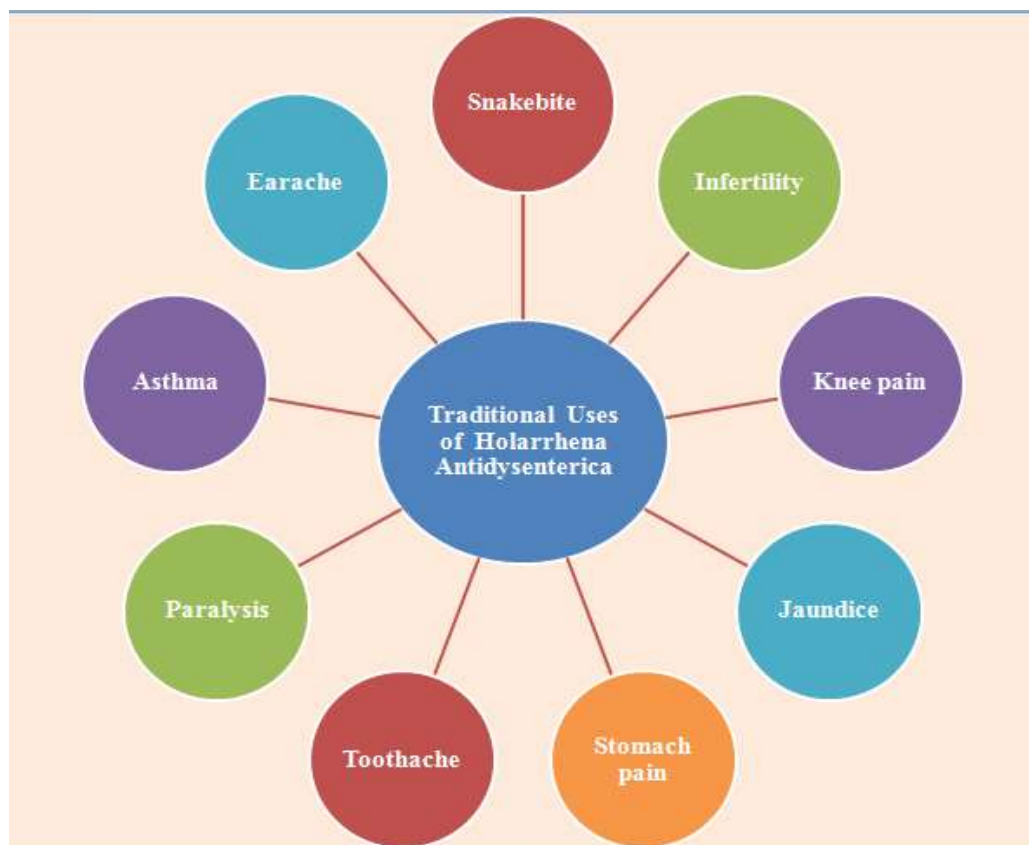 Snakebite
Infertility
Knee pain
Jaundice
Stomach
pain
Toothache
Paralysis
Asthma
Earache
Traditional Uses
of Holarrhena
Antidysenterica